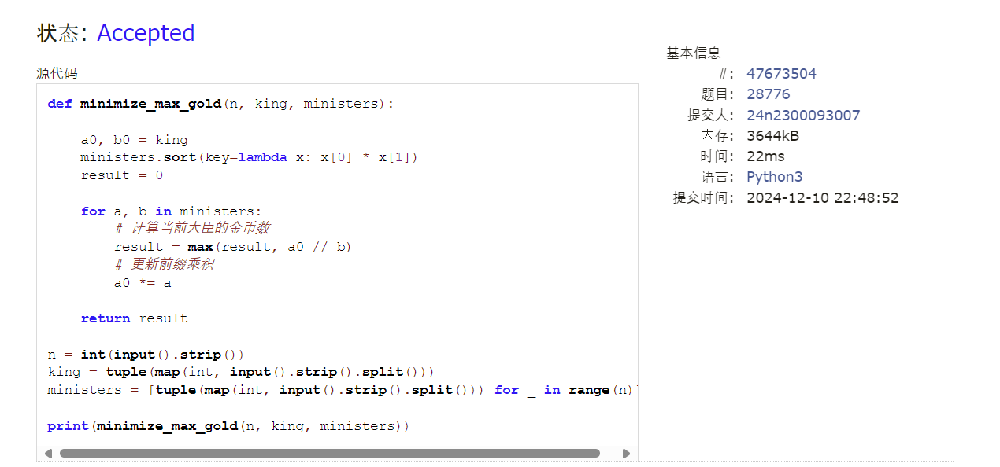 状态: Accepted
源代码
def minimize_max_gold(n, king, ministers):
    a0, b0 = king
    ministers.sort(key=lambda x: x[0] * x[1])
    result = 0
    for a, b in ministers:
        # 计算当前大臣的金币数
        result = max(result, a0 // b)
        # 更新前缀乘积
        a0 *= a
    return result
n = int(input().strip())
king = tuple(map(int, input().strip().split()))
ministers = [tuple(map(int, input().strip().split())) for _ in range(n)]
print(minimize_max_gold(n, king, ministers))
基本信息
#: 47673504
题目: 28776
提交人: 24n2300093007
内存: 3644kB
时间: 22ms
语言: Python3
提交时间: 2024-12-10 22:48:52